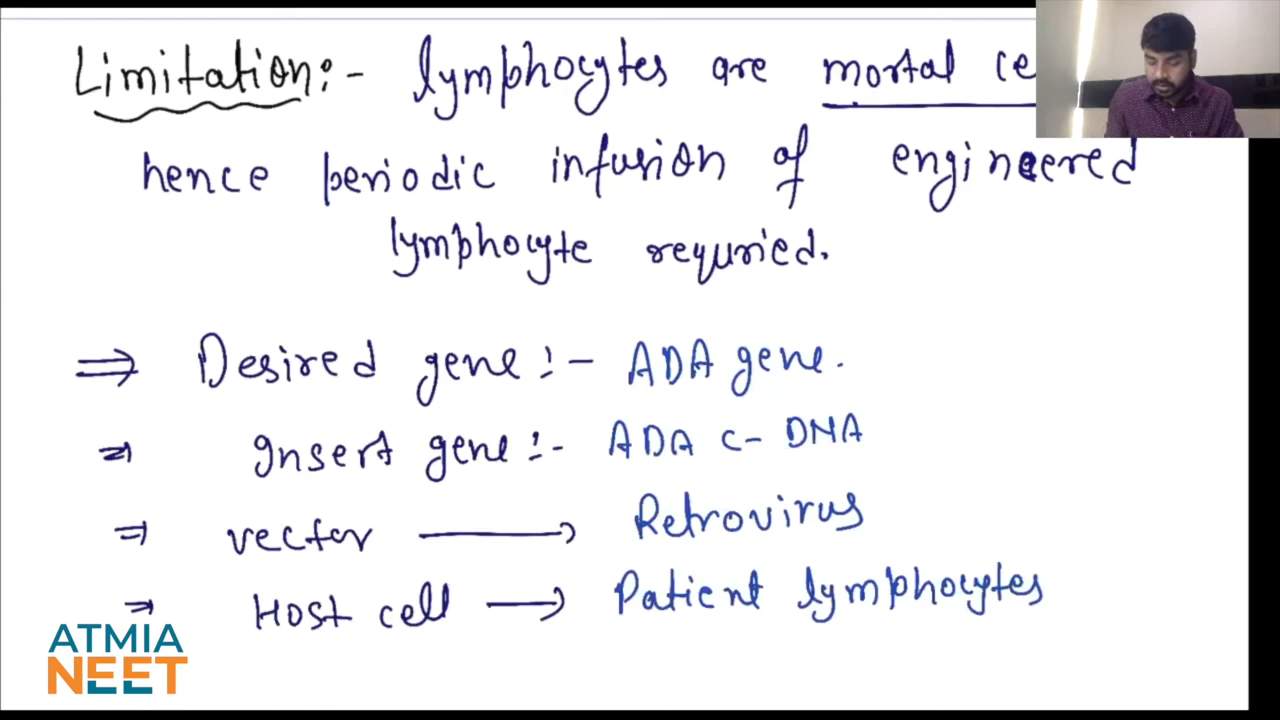 Limitation:- lymphocytes are mortal ce
hence periodic infusion of engineered
lymphocyte requried.
⇒ Desired gene:- ADA gene.
⇒ Insert gene:- ADA c-DNA
⇒ vector → Retrovirus
⇒ Host cell → Patient lymphocytes
ATMIA
NEET